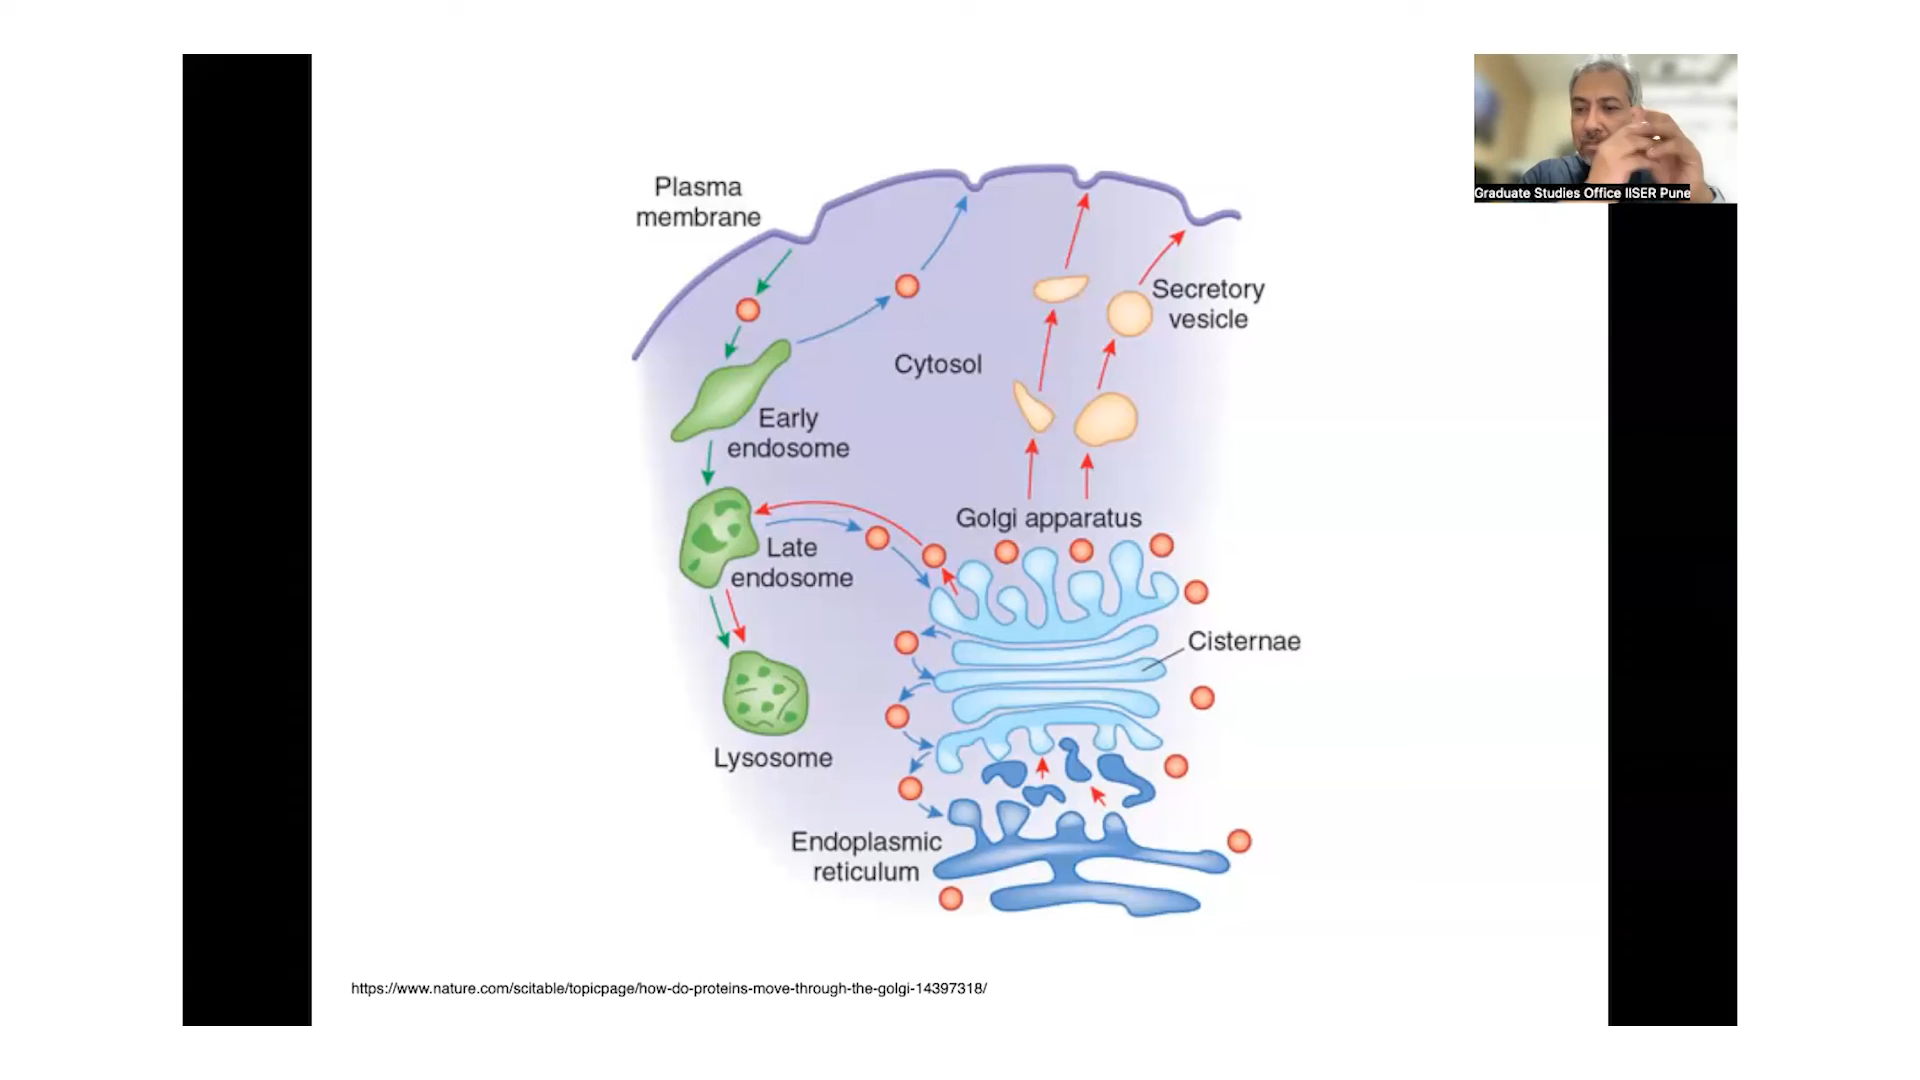 Graduate Studies Office IISER Pune
Plasma
membrane
Secretory
vesicle
Cytosol
Early
endosome
Golgi apparatus
Late
endosome
Cisternae
Lysosome
Endoplasmic
reticulum
https://www.nature.com/scitable/topicpage/how-do-proteins-move-through-the-golgi-14397318/